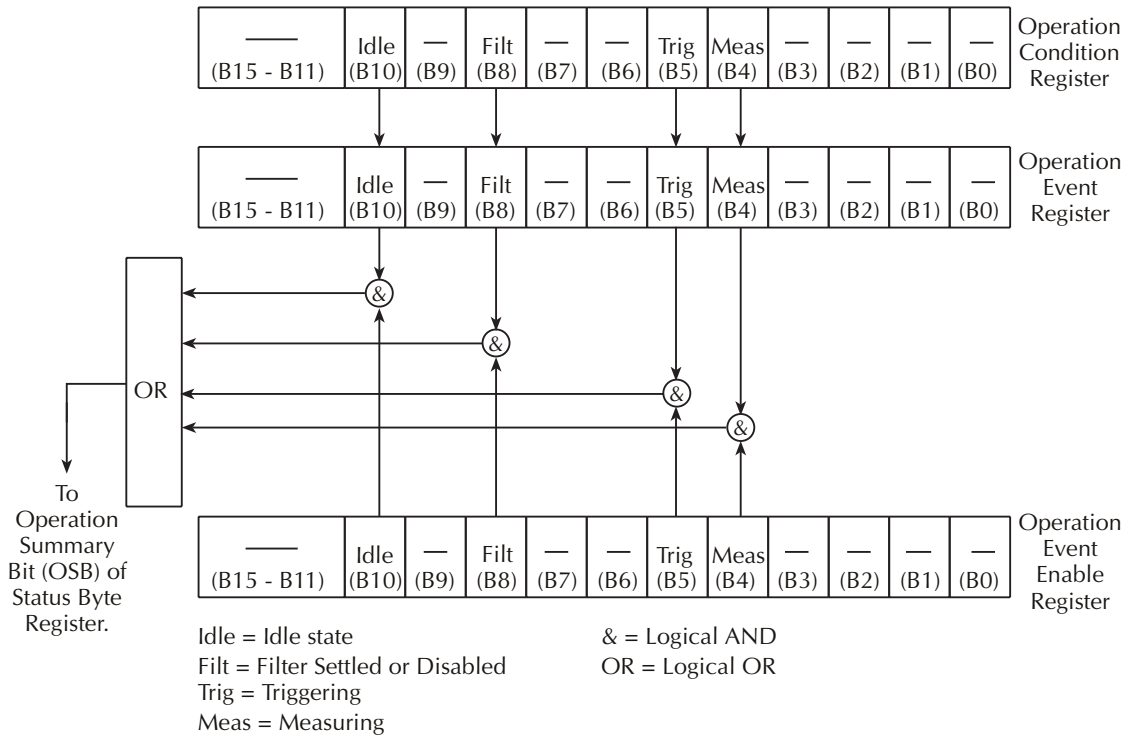 — Idle — Filt — — Trig Meas — — — —
(B15 - B11) (B10) (B9) (B8) (B7) (B6) (B5) (B4) (B3) (B2) (B1) (B0)
Operation
Condition
Register
— Idle — Filt — — Trig Meas — — — —
(B15 - B11) (B10) (B9) (B8) (B7) (B6) (B5) (B4) (B3) (B2) (B1) (B0)
Operation
Event
Register
&
&
&
&
OR
To
Operation
Summary
Bit (OSB) of
Status Byte
Register.
— Idle — Filt — — Trig Meas — — — —
(B15 - B11) (B10) (B9) (B8) (B7) (B6) (B5) (B4) (B3) (B2) (B1) (B0)
Operation
Event
Enable
Register
Idle = Idle state
Filt = Filter Settled or Disabled
Trig = Triggering
Meas = Measuring
& = Logical AND
OR = Logical OR